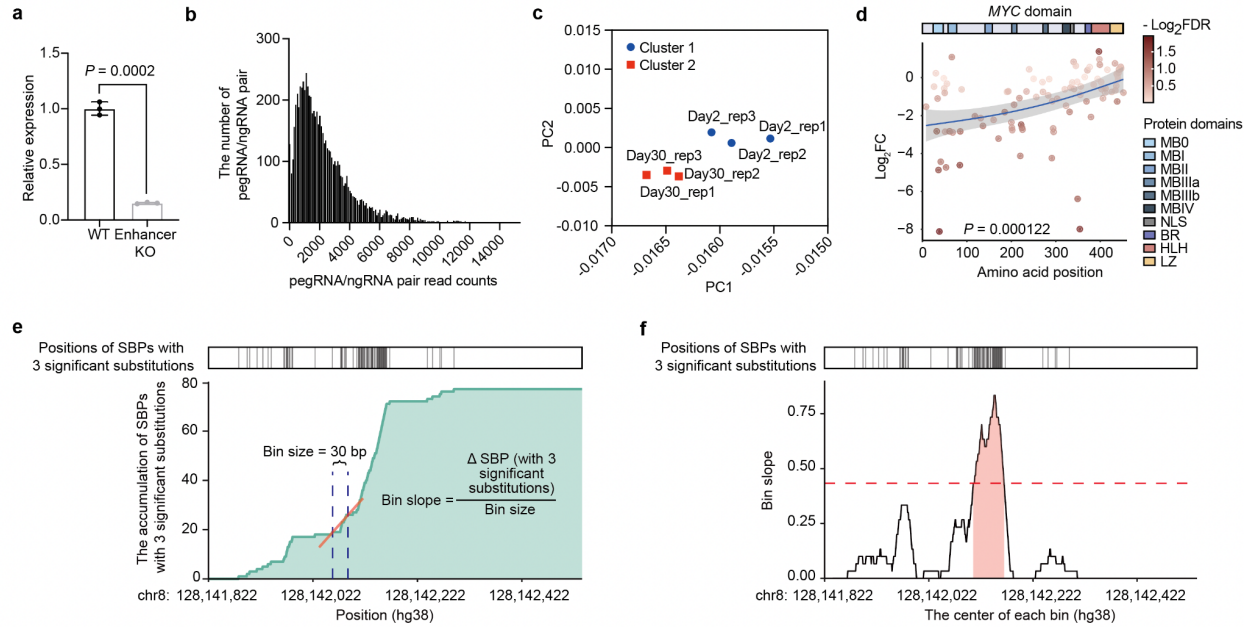 a
Relative expression
1.5
1.0
0.5
0.0
P = 0.0002
WT Enhancer
KO
b
The number of
pegRNA/ngRNA pair
300
200
100
0
0
2000
4000
6000
8000
10000
12000
14000
pegRNA/ngRNA pair read counts
c
PC2
0.015
0.010
0.005
0.000
-0.005
-0.010
Cluster 1
Cluster 2
Day2_rep3
Day2_rep1
Day2_rep2
Day30_rep3
Day30_rep2
Day30_rep1
-0.0170
-0.0165
-0.0160
-0.0155
-0.0150
PC1
d
MYC domain
Log2FC
0
−2
−4
−6
−8
P = 0.000122
0
100
200
300
400
Amino acid position
- Log2FDR
1.5
1.0
0.5
Protein domains
MB0
MBI
MBII
MBIIIa
MBIIIb
MBIV
NLS
BR
HLH
LZ
e
Positions of SBPs with
3 significant substitutions
The accumulation of SBPs
with 3 significant substitutions
80
60
40
20
0
Bin size = 30 bp
Bin slope =
Δ SBP (with 3
significant
substitutions)
Bin size
chr8: 128,141,822
128,142,022
128,142,222
128,142,422
Position (hg38)
f
Positions of SBPs with
3 significant substitutions
Bin slope
0.75
0.50
0.25
0.00
chr8: 128,141,822
128,142,022
128,142,222
128,142,422
The center of each bin (hg38)